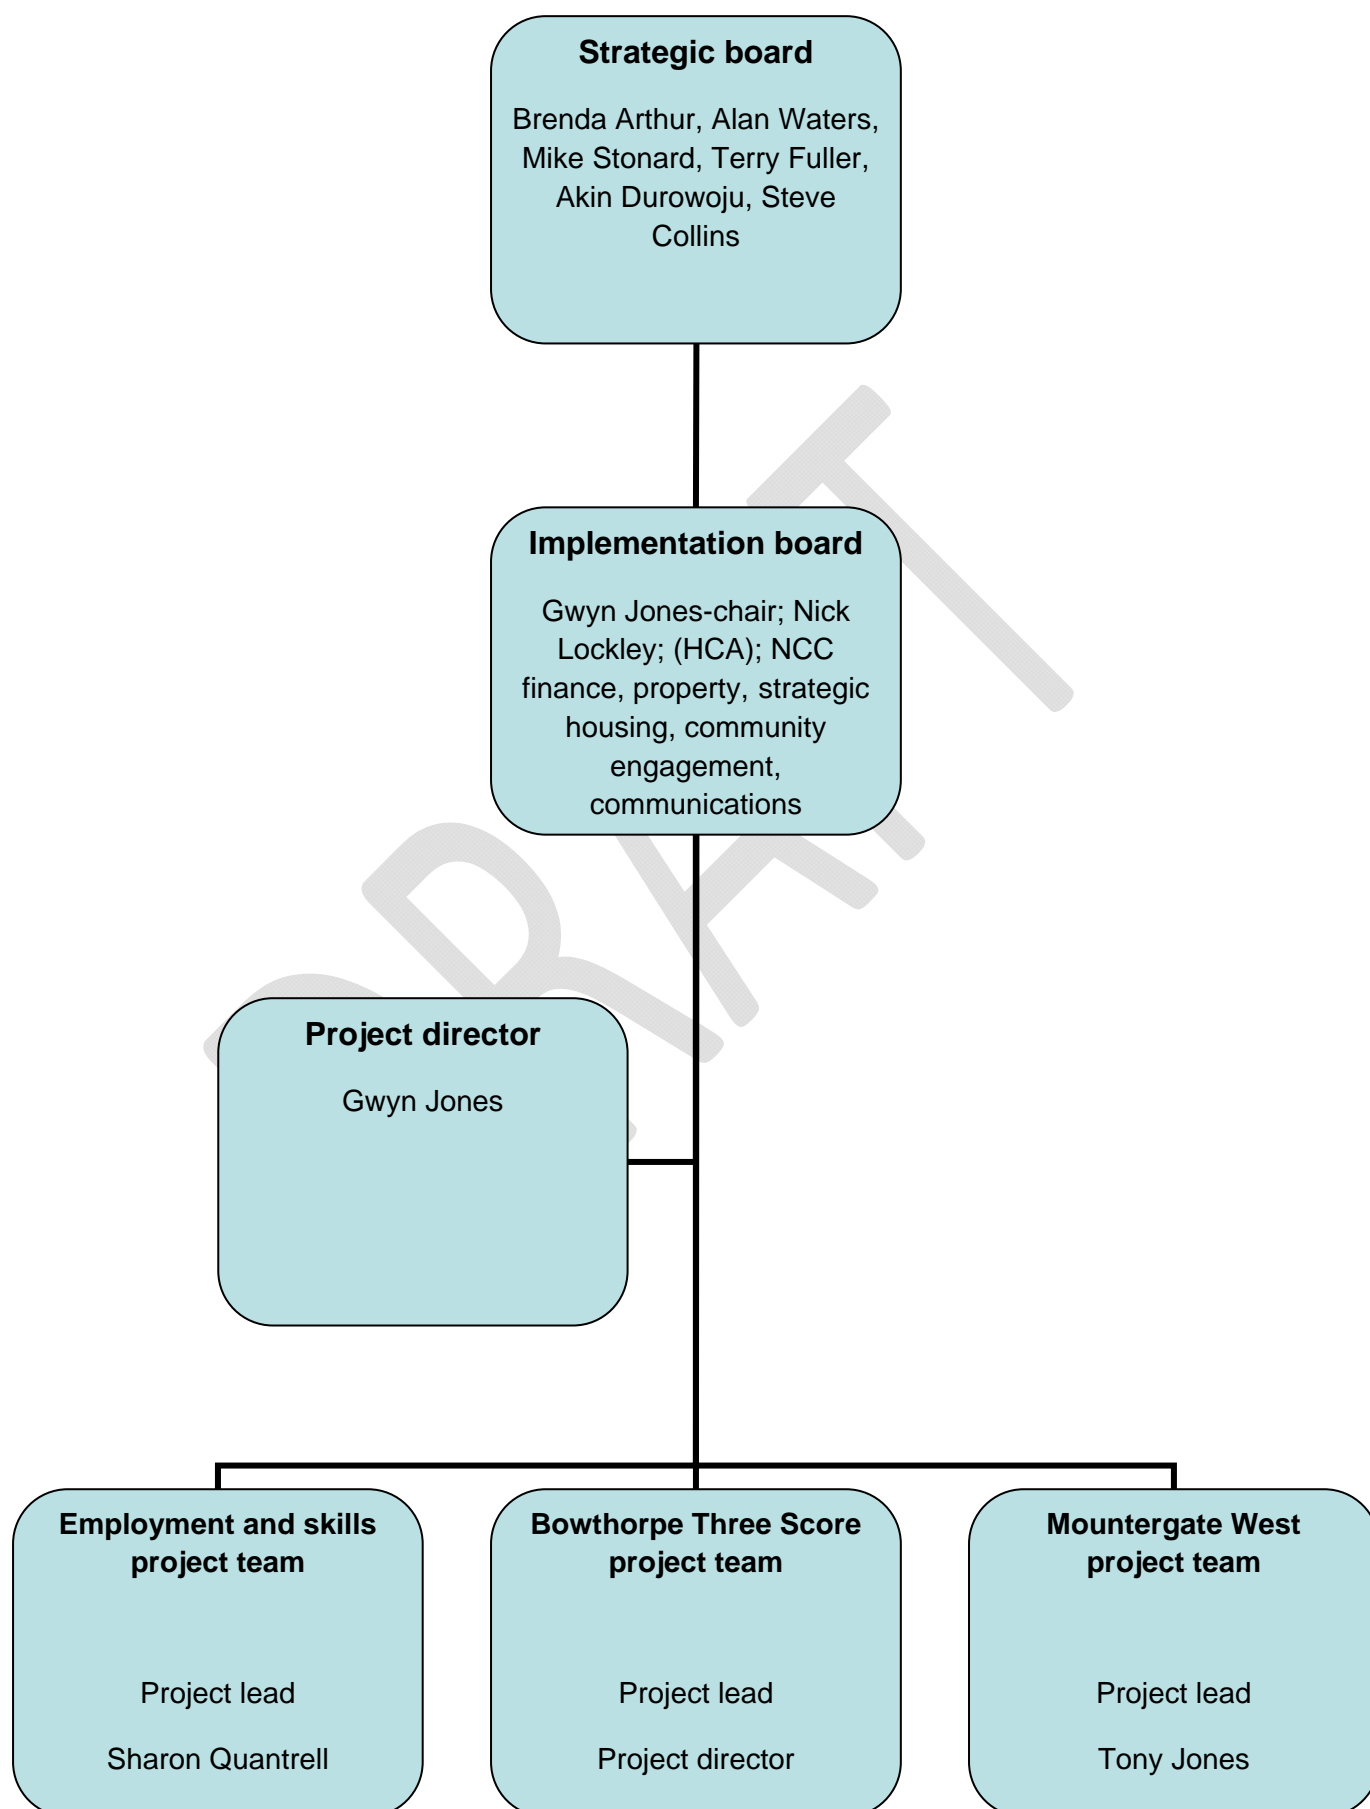 Strategic board
Brenda Arthur, Alan Waters,
Mike Stonard, Terry Fuller,
Akin Durowoju, Steve
Collins
Implementation board
Gwyn Jones-chair; Nick
Lockley; (HCA); NCC
finance, property, strategic
housing, community
engagement,
communications
DRAFT
Project director
Gwyn Jones
Employment and skills
project team
Project lead
Sharon Quantrell
Bowthorpe Three Score
project team
Project lead
Project director
Mountergate West
project team
Project lead
Tony Jones